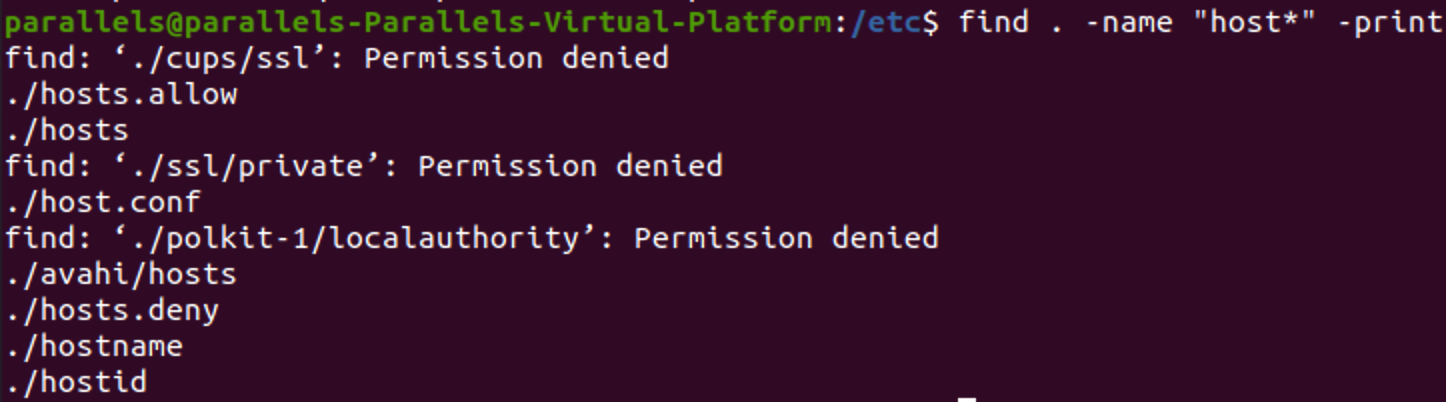 parallels@parallels-Parallels-Virtual-Platform:/etc$ find . -name "host*" -print
find: ‘./cups/ssl’: Permission denied
./hosts.allow
./hosts
find: ‘./ssl/private’: Permission denied
./host.conf
find: ‘./polkit-1/localauthority’: Permission denied
./avahi/hosts
./hosts.deny
./hostname
./hostid